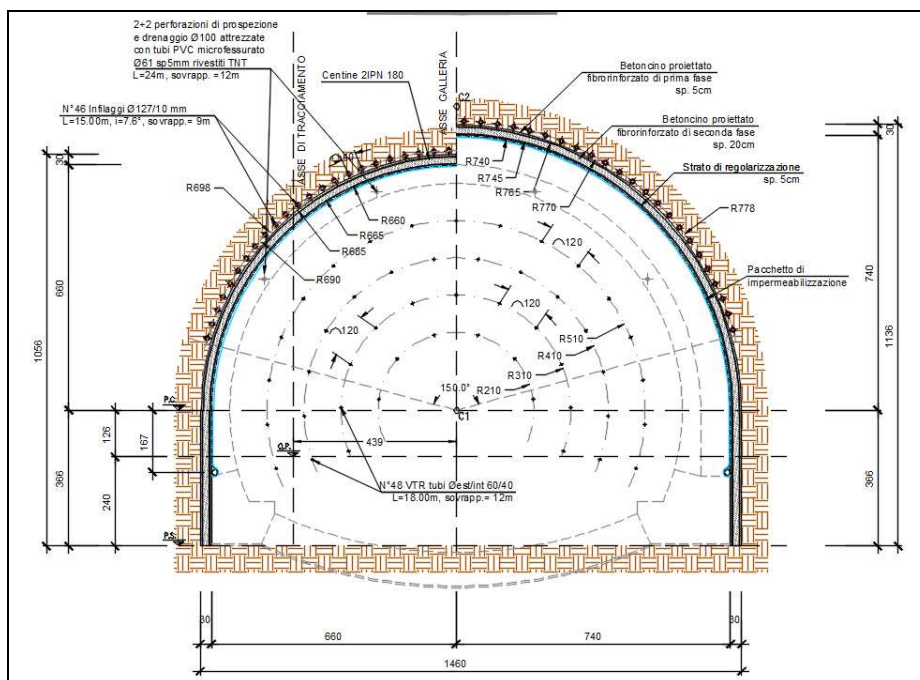 2+2 perforazioni di prospezione
e drenaggio Ø100 attrezzate
con tubi PVC microfessurato
Ø61 sp5mm rivestiti TNT
L=24m, sovrapp. =12m
N°46 Infilaggi Ø127/10 mm
L=15.00m, i=7.6°, sovrapp.= 9m
ASSE DI TRACCIAMENTO
Centine 2IPN 180
ASSE GALLERIA
C2
Betoncino proiettato
fibrorinforzato di prima fase
sp. 5cm
Betoncino proiettato
fibrorinforzato di seconda fase
sp. 20cm
Strato di regolarizzazione
sp. 5cm
Pacchetto di
impermeabilizzazione
R698
R660
R665
R685
R690
R740
R745
R765
R770
R778
120
120
120
R510
R410
R310
R210
150.0°
C1
P.C.
P.S.
439
N°48 VTR tubi Øest/int 60/40
L=18.00m, sovrapp.= 12m
30
660
1056
366
126
167
240
30
740
1136
366
30
660
740
30
1460